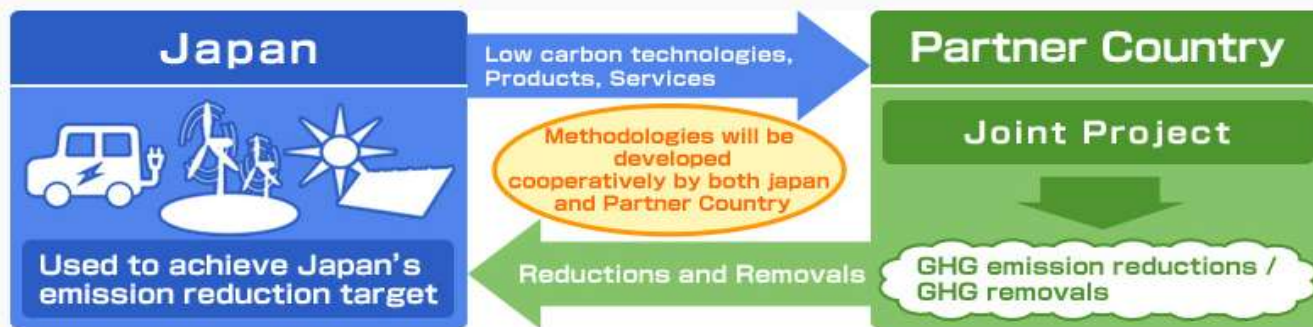 Japan
Low carbon technologies,
Products, Services
Partner Country
Methodologies will be
developed
cooperatively by both japan
and Partner Country
Joint Project
Used to achieve Japan's
emission reduction target
Reductions and Removals
GHG emission reductions /
GHG removals